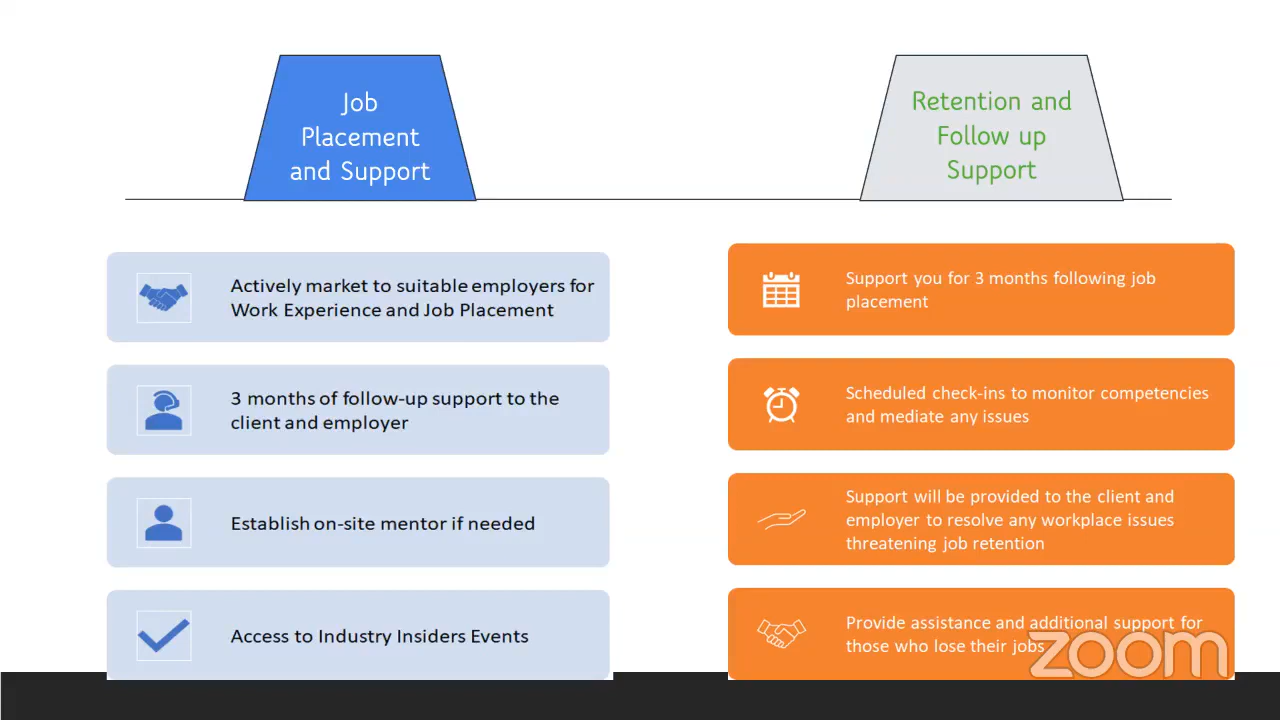 Job
Placement
and Support
Actively market to suitable employers for
Work Experience and Job Placement
3 months of follow-up support to the
client and employer
Establish on-site mentor if needed
Access to Industry Insiders Events
Retention and
Follow up
Support
Support you for 3 months following job
placement
Scheduled check-ins to monitor competencies
and mediate any issues
Support will be provided to the client and
employer to resolve any workplace issues
threatening job retention
Provide assistance and additional support for
those who lose their jobs
zoom